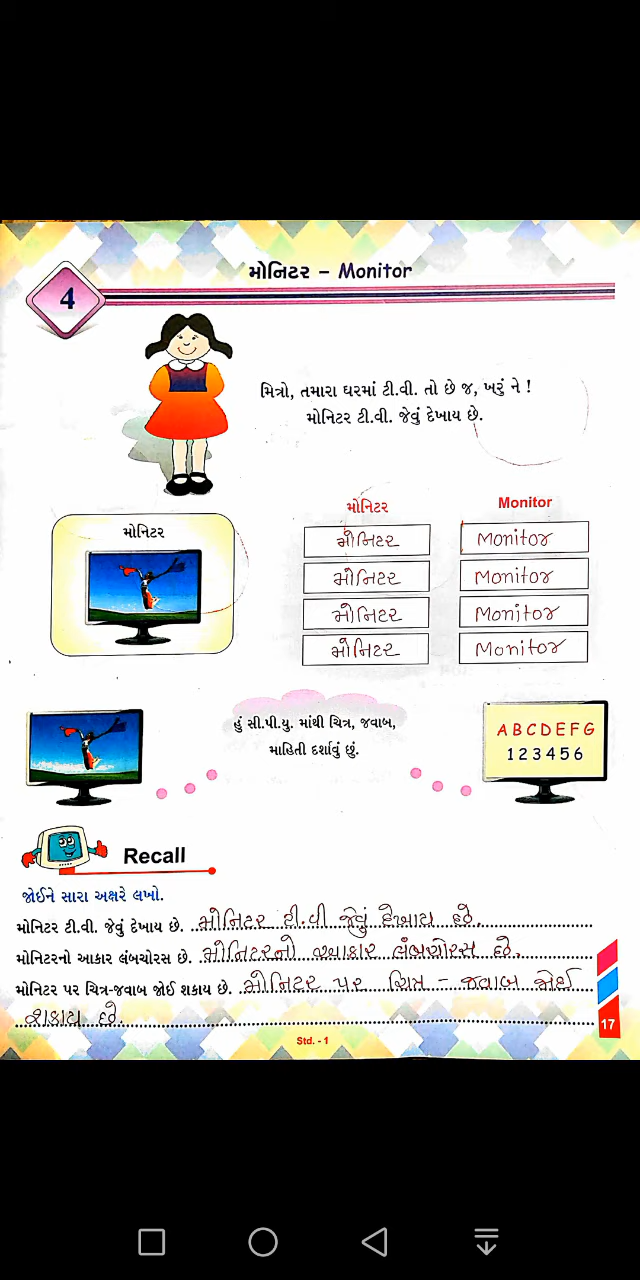 મોનિટર – Monitor
4
મિત્રો, તમારા ઘરમાં ટી.વી. તો છે જ, ખરું ને !
મોનિટર ટી.વી. જેવું દેખાય છે.
મોનિટર Monitor
મોનિટર
મોનિટર Monitor
મોનિટર Monitor
મોનિટર Monitor
મોનિટર Monitor
હું સી.પી.યુ. માંથી ચિત્ર, જવાબ,
માહિતી દર્શાવું છું.
ABCDEFG
123456
Recall
જોઈને સારા અક્ષરે લખો.
મોનિટર ટી.વી. જેવું દેખાય છે. મોનિટર ટી.વી જેવું દેખાય છે.
મોનિટરનો આકાર લંબચોરસ છે. મોનિટરનો આકાર લંબચોરસ છે.
મોનિટર પર ચિત્ર-જવાબ જોઈ શકાય છે. મોનિટર પર ચિત્ર - જવાબ જોઈ
શકાય છે.
17
Std. - 1